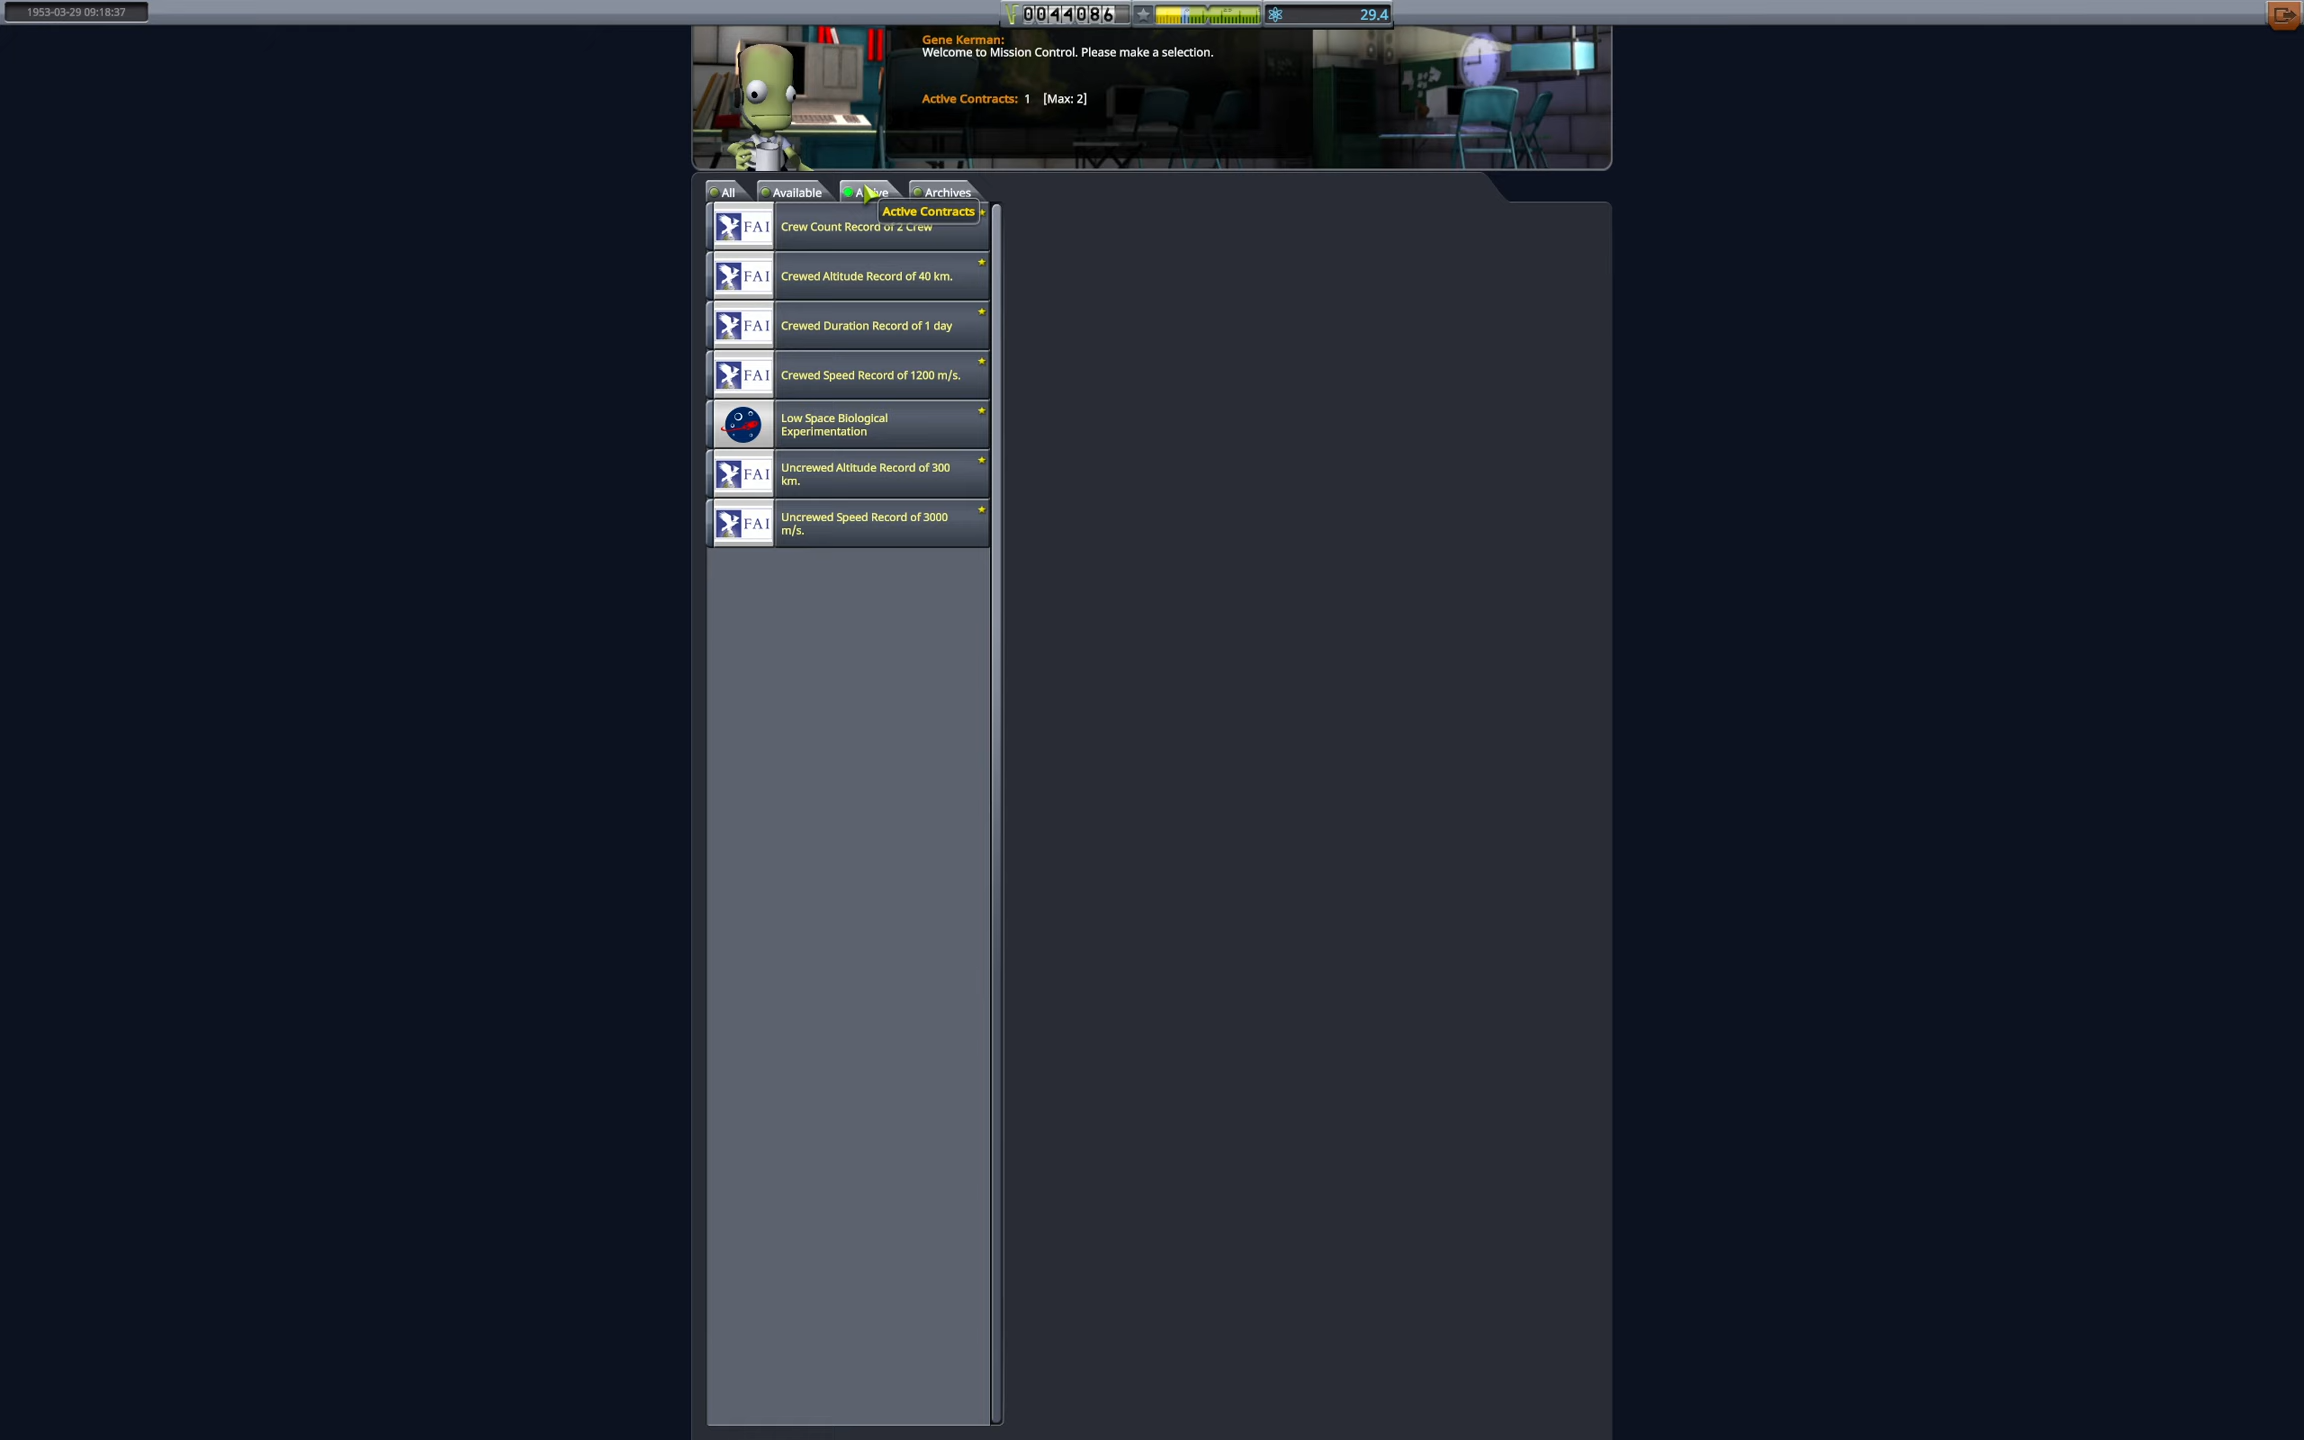 1953-03-29 09:18:37
0044086
29.4
Gene Kerman:
Welcome to Mission Control. Please make a selection.
Active Contracts: 1 [Max: 2]
All
Available
Archives
Active Contracts
FAI
Crew Count Record of 2 Crew
FAI
Crewed Altitude Record of 40 km.
FAI
Crewed Duration Record of 1 day
FAI
Crewed Speed Record of 1200 m/s.
Low Space Biological
Experimentation
FAI
Uncrewed Altitude Record of 300
km.
FAI
Uncrewed Speed Record of 3000
m/s.